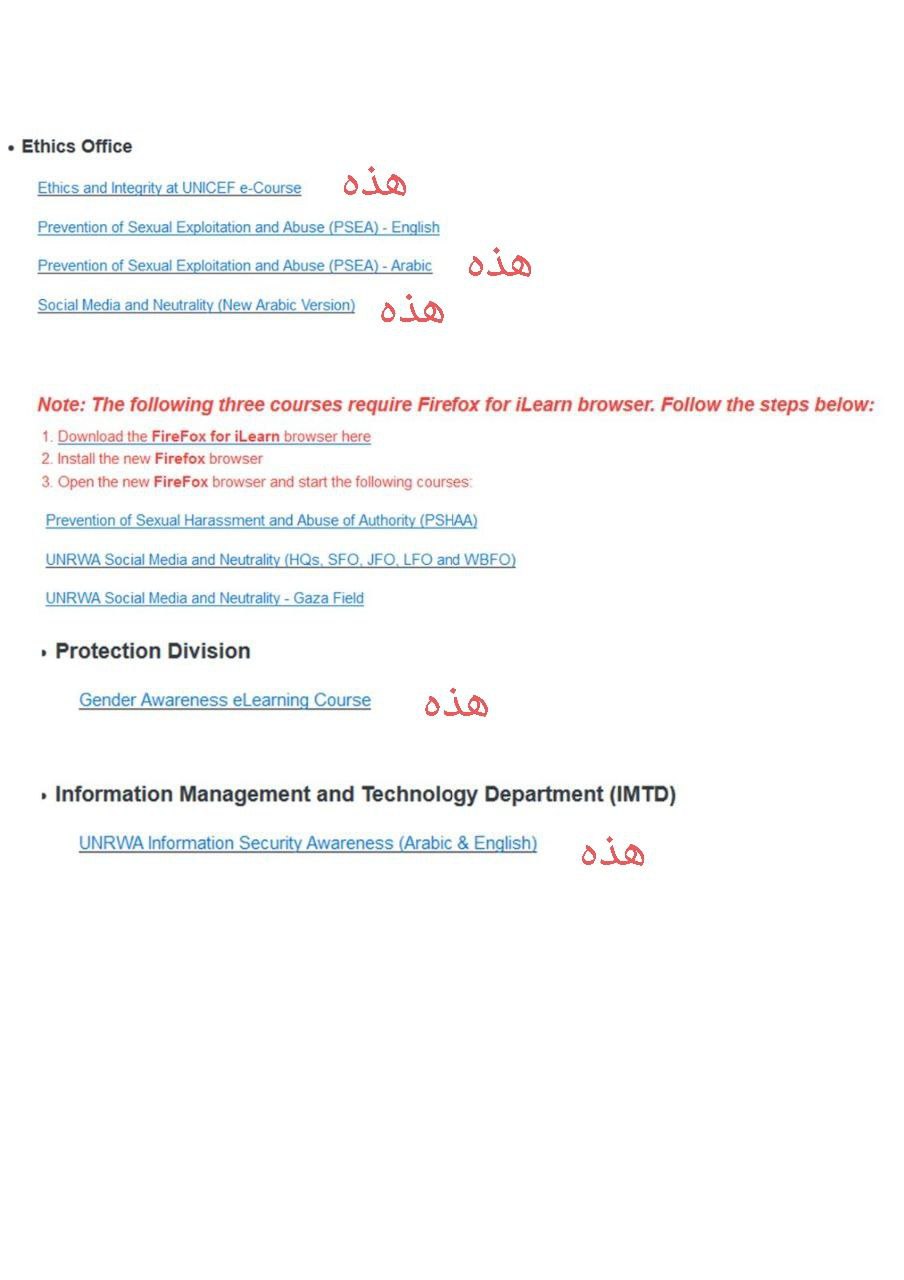 • Ethics Office
Ethics and Integrity at UNICEF e-Course هذه
Prevention of Sexual Exploitation and Abuse (PSEA) - English
Prevention of Sexual Exploitation and Abuse (PSEA) - Arabic هذه
Social Media and Neutrality (New Arabic Version) هذه
Note: The following three courses require Firefox for iLearn browser. Follow the steps below:
1. Download the FireFox for iLearn browser here
2. Install the new Firefox browser
3. Open the new FireFox browser and start the following courses:
Prevention of Sexual Harassment and Abuse of Authority (PSHAA)
UNRWA Social Media and Neutrality (HQs, SFO, JFO, LFO and WBFO)
UNRWA Social Media and Neutrality - Gaza Field
• Protection Division
Gender Awareness eLearning Course هذه
• Information Management and Technology Department (IMTD)
UNRWA Information Security Awareness (Arabic & English) هذه